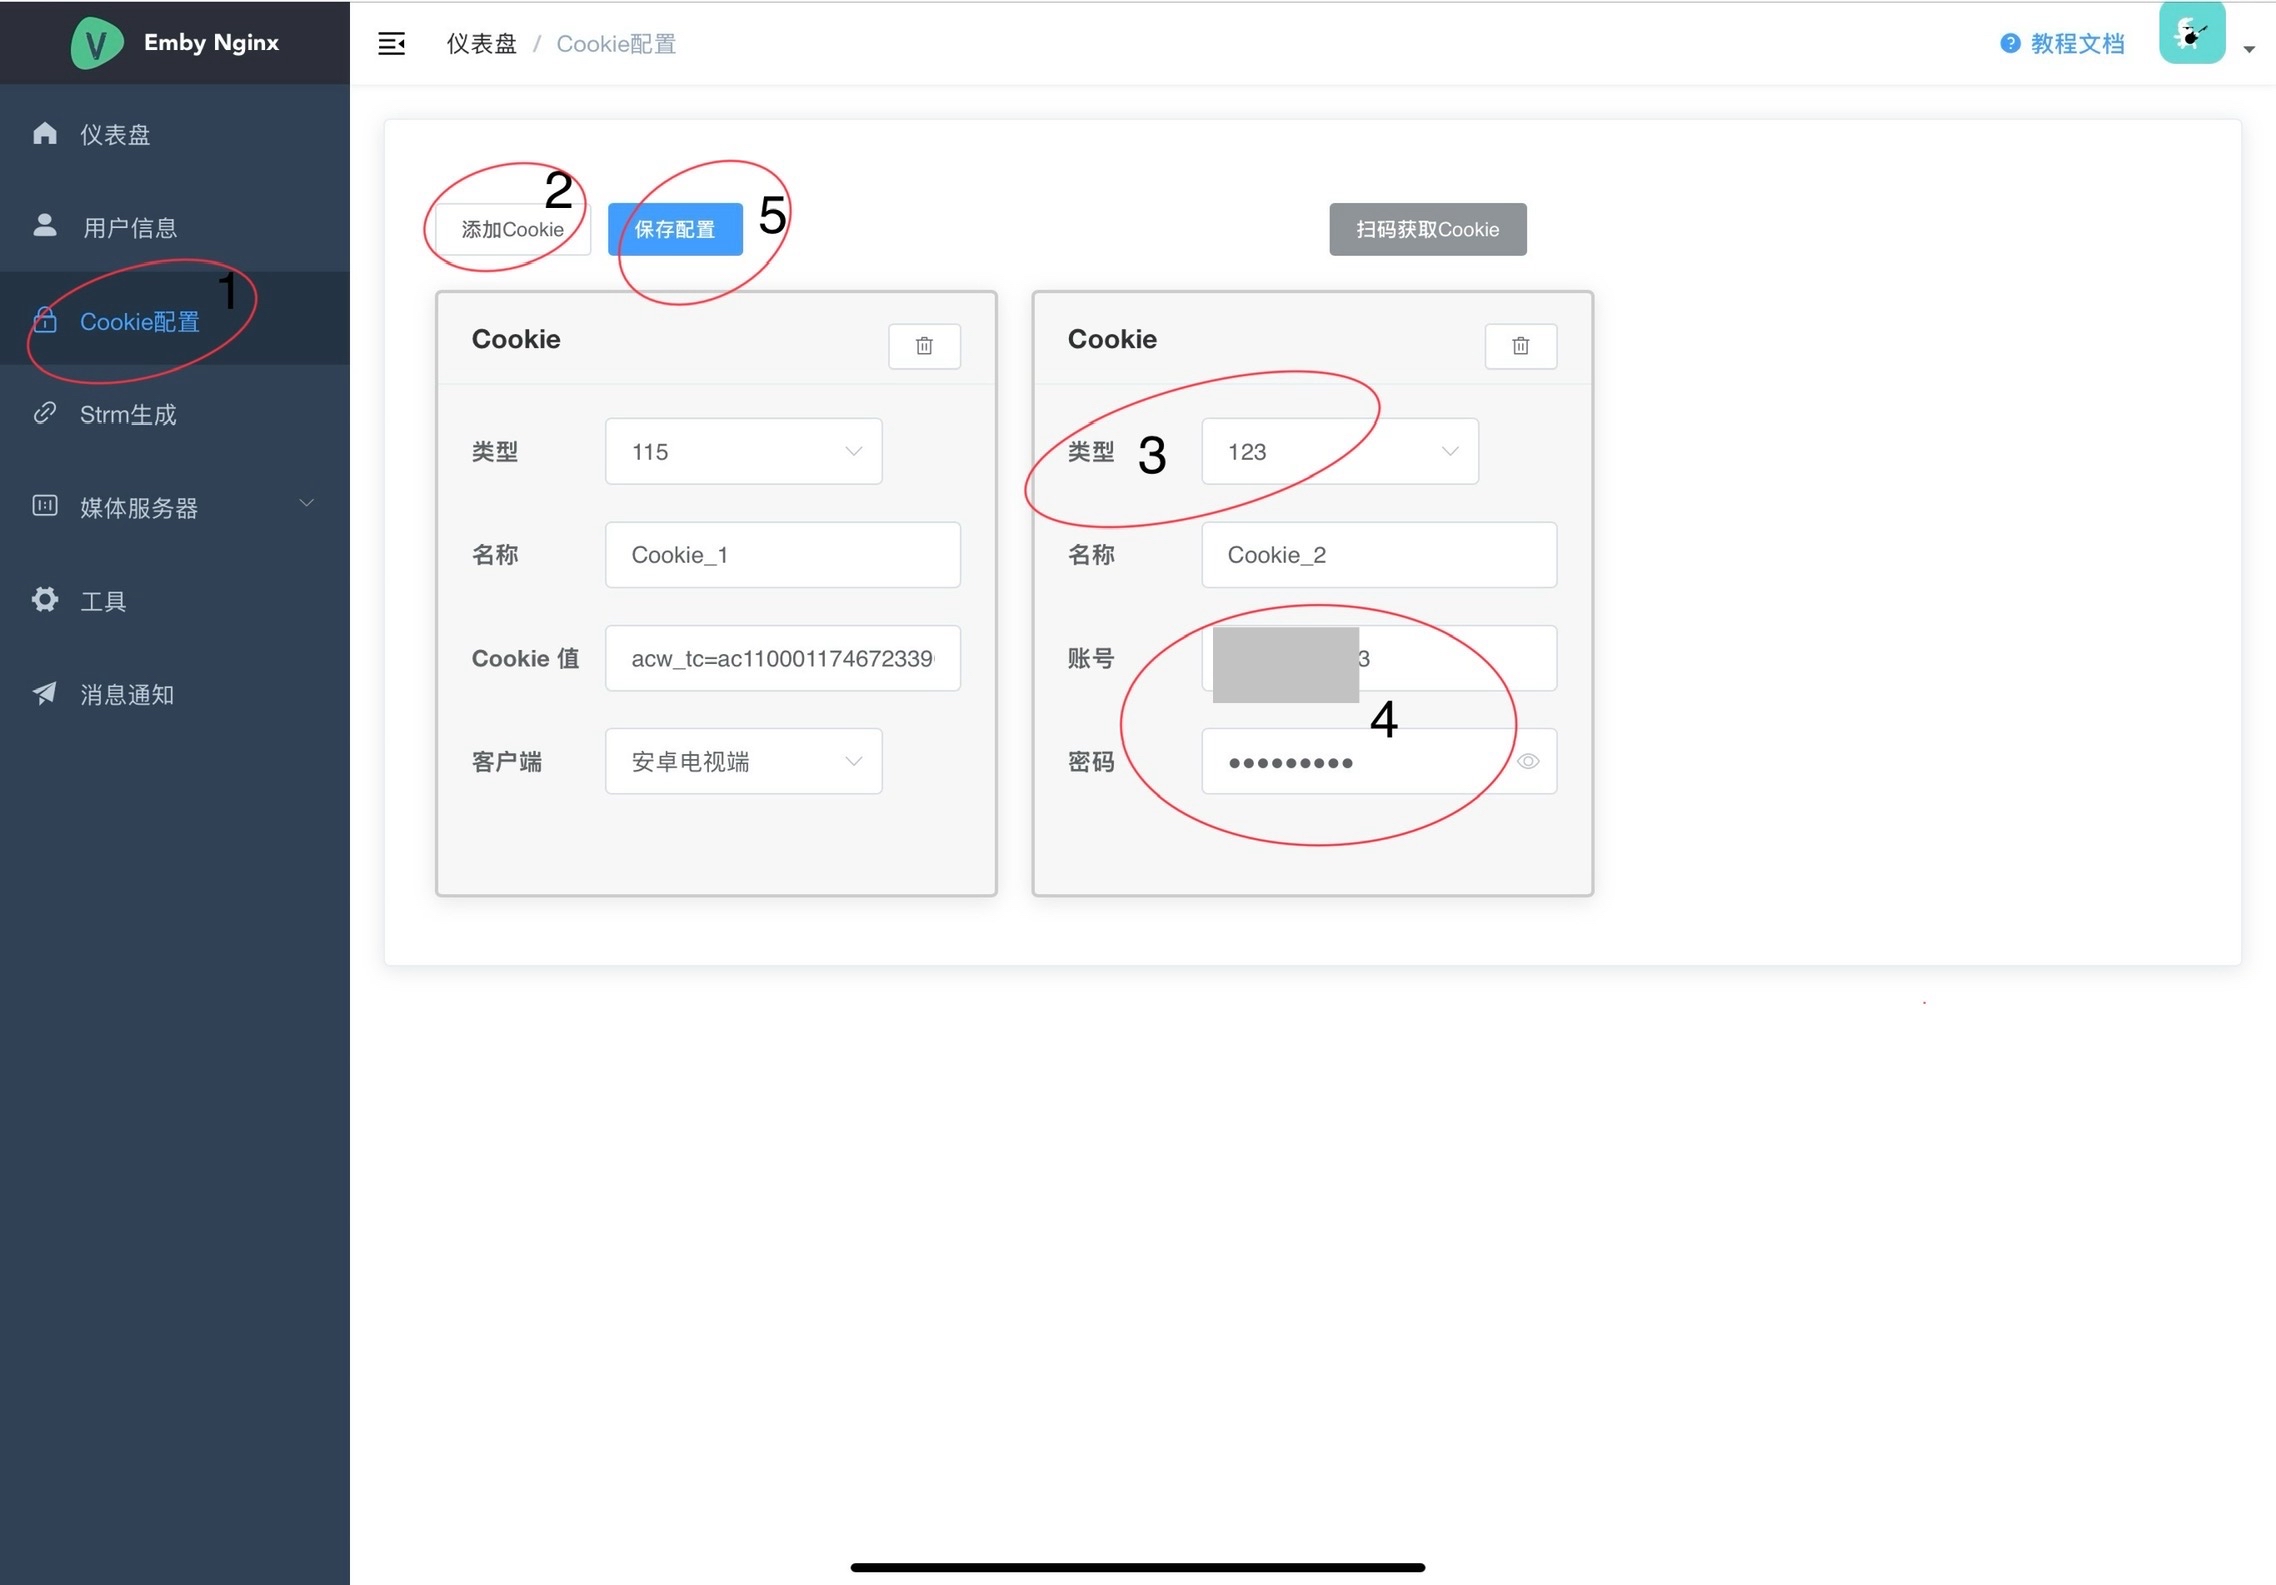 Emby Nginx
仪表盘 / Cookie配置
教程文档
仪表盘
用户信息
Cookie配置
1
Strm生成
媒体服务器
工具
消息通知
添加Cookie
2
保存配置
5
扫码获取Cookie
Cookie
类型
115
名称
Cookie_1
Cookie 值
acw_tc=ac110001174672339
客户端
安卓电视端
Cookie
类型
3
123
名称
Cookie_2
账号
3
4
密码